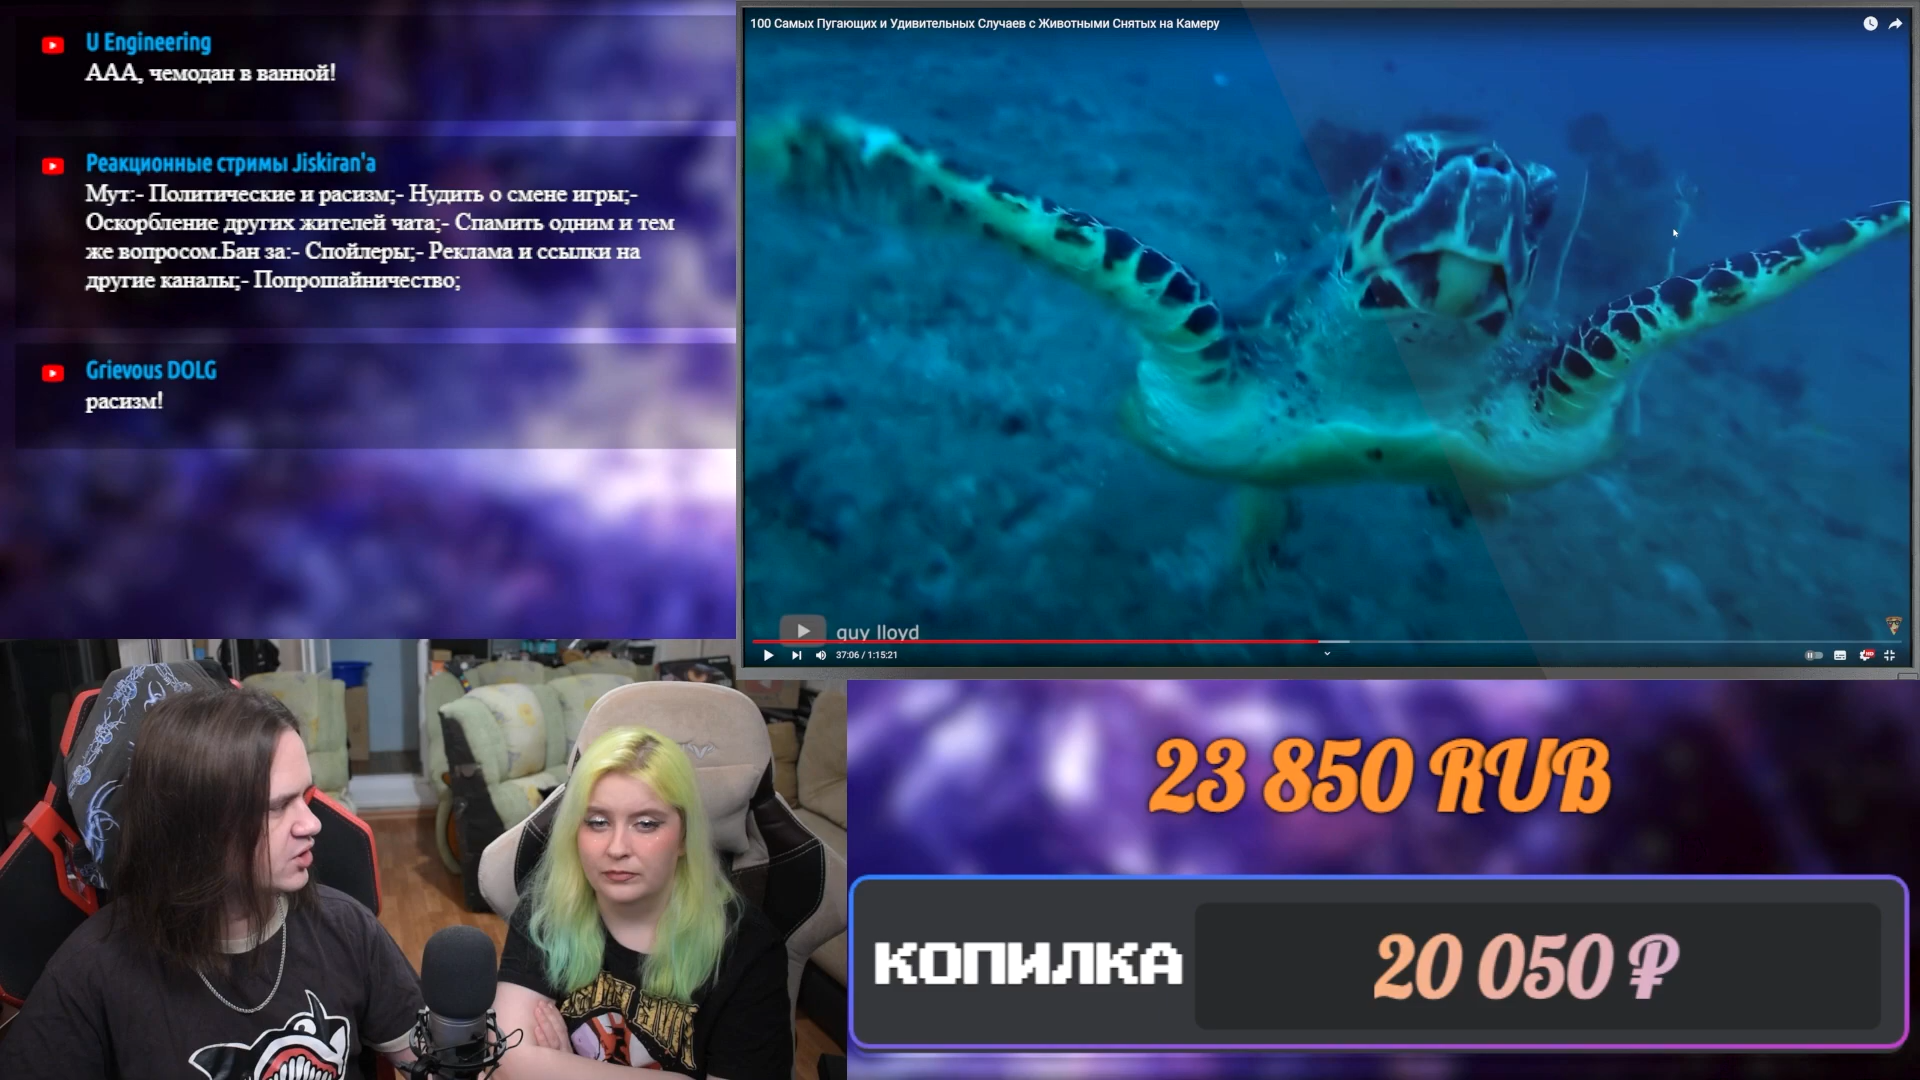 U Engineering
ААА, чемодан в ванной!
Реакционные стримы Jiskiran'a
Мут:- Политические и расизм;- Нудить о смене игры;-
Оскорбление других жителей чата;- Спамить одним и тем
же вопросом.Бан за:- Спойлеры;- Реклама и ссылки на
другие каналы;- Попрошайничество;
Grievous DOLG
расизм!
100 Самых Пугающих и Удивительных Случаев с Животными Снятых на Камеру
guy lloyd
37:06 / 1:15:21
HD
23 850 RUB
КОПИЛКА
20 050 ₽